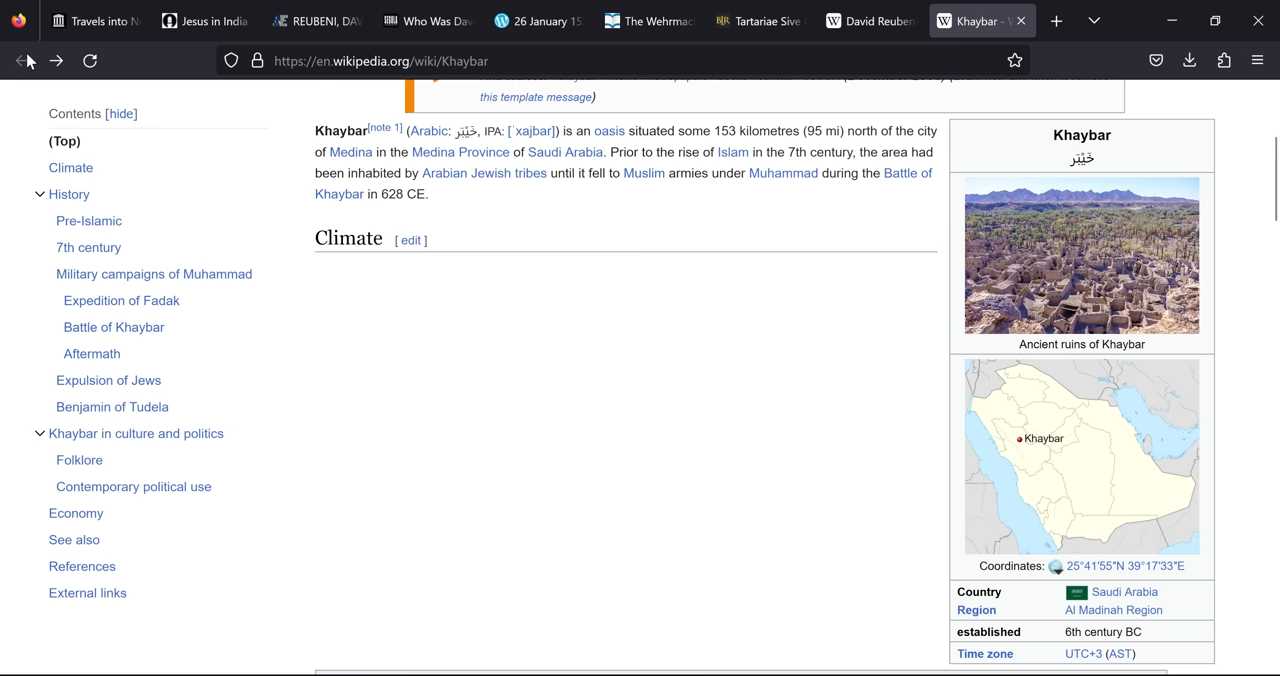 Travels into N
Jesus in India
REUBENI, DAV
Who Was Dav
26 January 15
The Wehrmac
Tartariae Sive
David Reuben
Khaybar - W
https://en.wikipedia.org/wiki/Khaybar
this template message)
Contents [hide]
(Top)
Climate
History
Pre-Islamic
7th century
Military campaigns of Muhammad
Expedition of Fadak
Battle of Khaybar
Aftermath
Expulsion of Jews
Benjamin of Tudela
Khaybar in culture and politics
Folklore
Contemporary political use
Economy
See also
References
External links
Khaybar[note 1] (Arabic: خَيْبَر, IPA: [ˈxajbar]) is an oasis situated some 153 kilometres (95 mi) north of the city
of Medina in the Medina Province of Saudi Arabia. Prior to the rise of Islam in the 7th century, the area had
been inhabited by Arabian Jewish tribes until it fell to Muslim armies under Muhammad during the Battle of
Khaybar in 628 CE.
Climate [ edit ]
Khaybar
خَيْبَر
Ancient ruins of Khaybar
Khaybar
Coordinates: 25°41′55″N 39°17′33″E
Country Saudi Arabia
Region Al Madinah Region
established 6th century BC
Time zone UTC+3 (AST)